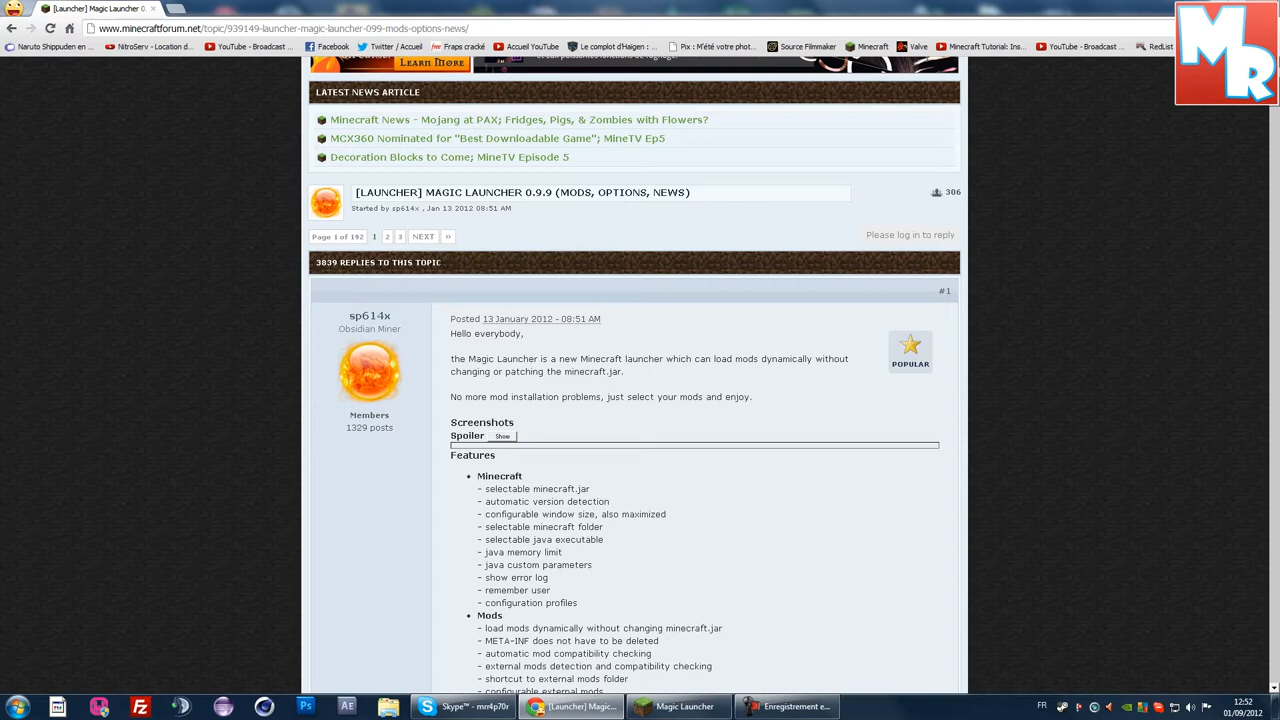 [Launcher] Magic Launcher 0.
www.minecraftforum.net/topic/939149-launcher-magic-launcher-099-mods-options-news/
Naruto Shippuden en
NitroServ - Location d...
YouTube - Broadcast ...
Facebook
Twitter / Accueil
Fraps cracké
Accueil YouTube
Le complot d'Haïgen : ...
Pix : M'été votre phot...
Source Filmmaker
Minecraft
Valve
Minecraft Tutorial: Ins...
YouTube - Broadcast ...
RedList
MR
LEARN MORE
LATEST NEWS ARTICLE
Minecraft News - Mojang at PAX; Fridges, Pigs, & Zombies with Flowers?
MCX360 Nominated for "Best Downloadable Game"; MineTV Ep5
Decoration Blocks to Come; MineTV Episode 5
[LAUNCHER] MAGIC LAUNCHER 0.9.9 (MODS, OPTIONS, NEWS)
306
Started by sp614x , Jan 13 2012 08:51 AM
Page 1 of 192 1 2 3 NEXT »
Please log in to reply
3839 REPLIES TO THIS TOPIC
#1
sp614x
Obsidian Miner
Members
1329 posts
Posted 13 January 2012 - 08:51 AM
Hello everybody,
POPULAR
the Magic Launcher is a new Minecraft launcher which can load mods dynamically without
changing or patching the minecraft.jar.
No more mod installation problems, just select your mods and enjoy.
Screenshots
Spoiler Show
Features
• Minecraft
- selectable minecraft.jar
- automatic version detection
- configurable window size, also maximized
- selectable minecraft folder
- selectable java executable
- java memory limit
- java custom parameters
- show error log
- remember user
- configuration profiles
• Mods
- load mods dynamically without changing minecraft.jar
- META-INF does not have to be deleted
- automatic mod compatibility checking
- external mods detection and compatibility checking
- shortcut to external mods folder
- configurable external mods
Skype™ - mrr4p70r
[Launcher] Magic...
Magic Launcher
Enregistrement e...
FR
12:52
01/09/2012